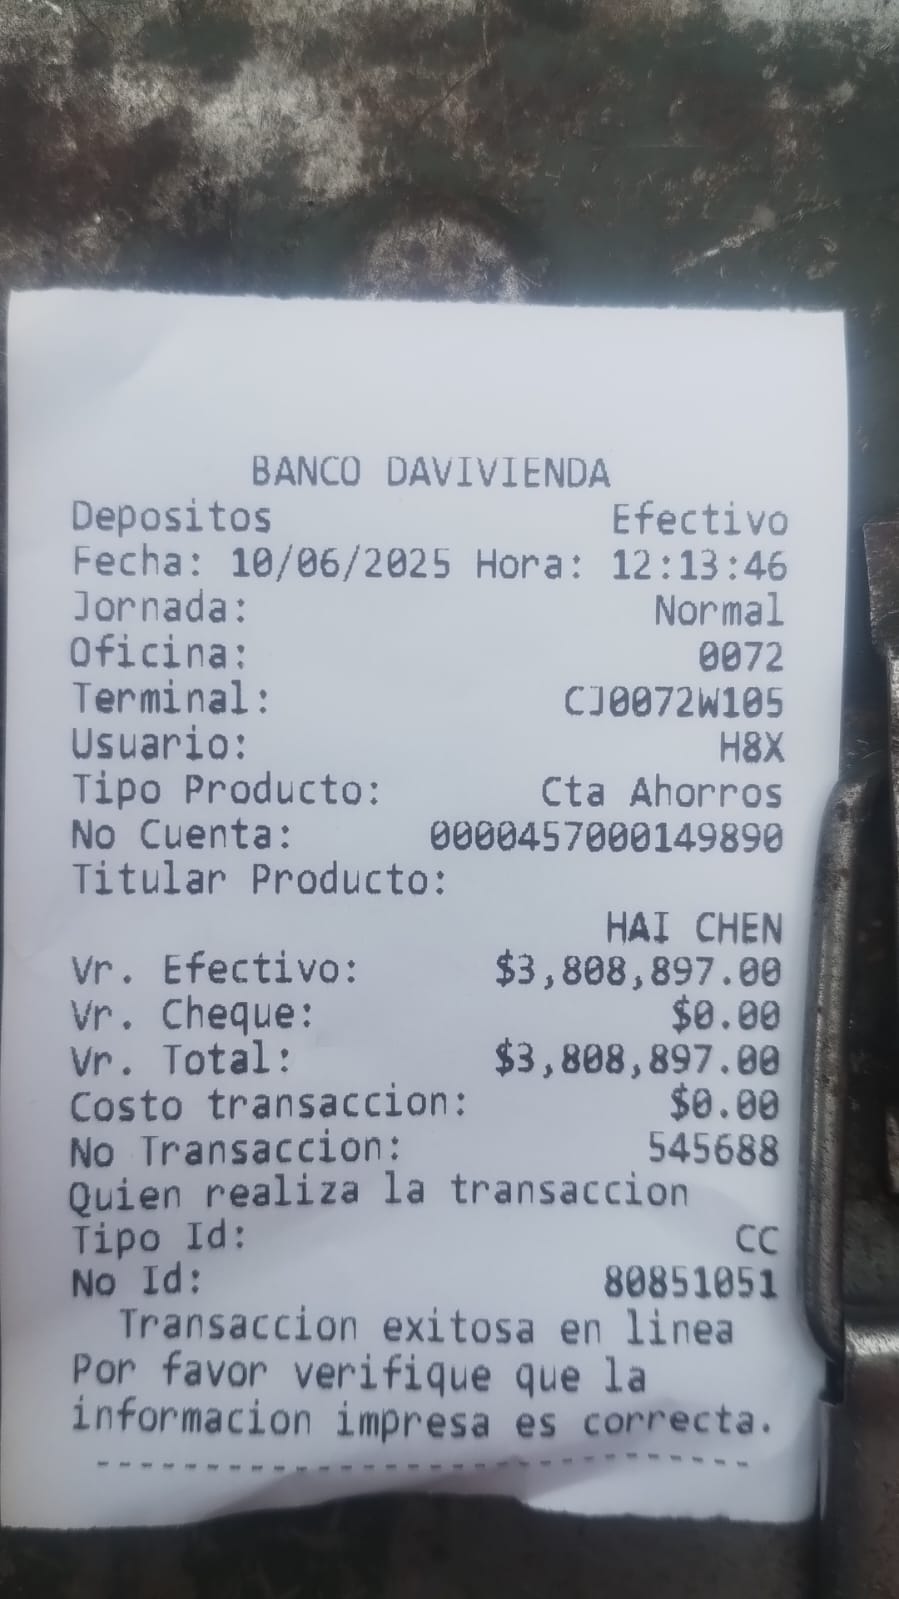 BANCO DAVIVIENDA
Depositos Efectivo
Fecha: 10/06/2025 Hora: 12:13:46
Jornada: Normal
Oficina: 0072
Terminal: CJ0072W105
Usuario: H8X
Tipo Producto: Cta Ahorros
No Cuenta: 0000457000149890
Titular Producto:
HAI CHEN
Vr. Efectivo: $3,808,897.00
Vr. Cheque: $0.00
Vr. Total: $3,808,897.00
Costo transaccion: $0.00
No Transaccion: 545688
Quien realiza la transaccion
Tipo Id: CC
No Id: 80851051
Transaccion exitosa en linea
Por favor verifique que la
informacion impresa es correcta.